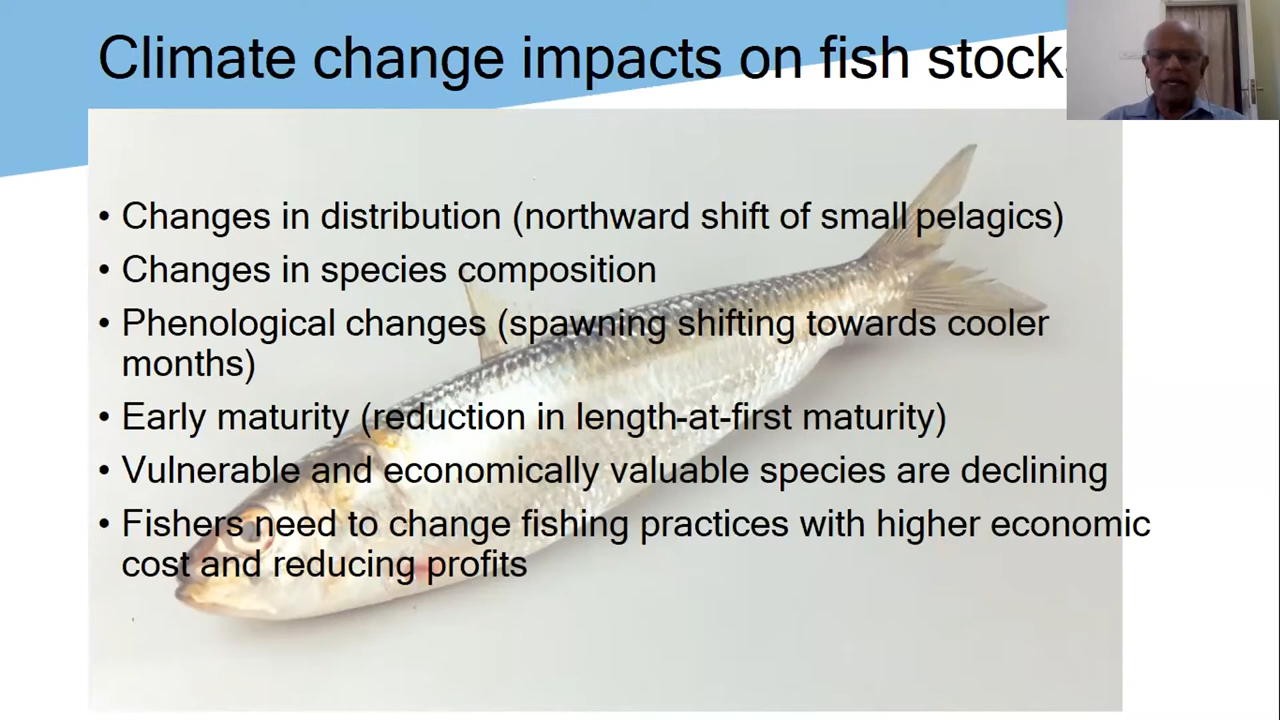 Climate change impacts on fish stock
• Changes in distribution (northward shift of small pelagics)
• Changes in species composition
• Phenological changes (spawning shifting towards cooler
months)
• Early maturity (reduction in length-at-first maturity)
• Vulnerable and economically valuable species are declining
• Fishers need to change fishing practices with higher economic
cost and reducing profits